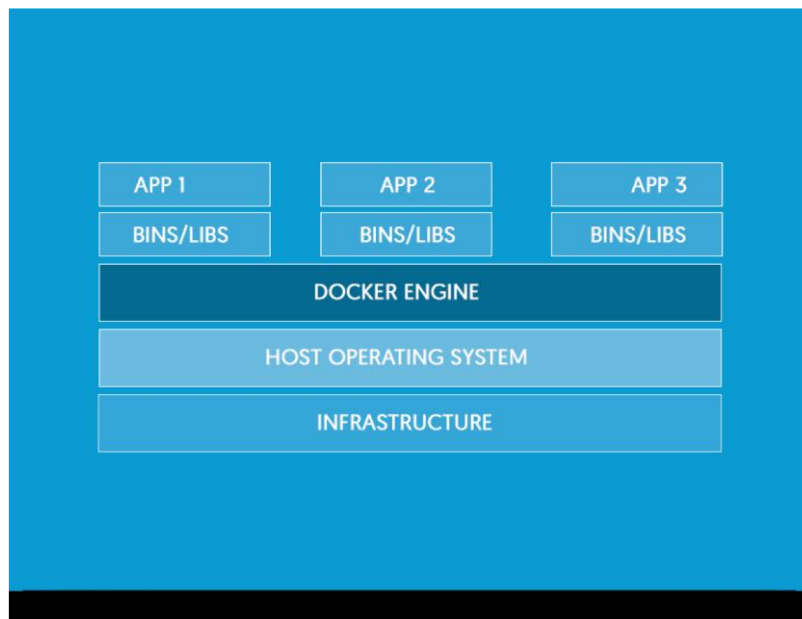 APP 1 APP 2 APP 3
BINS/LIBS BINS/LIBS BINS/LIBS
DOCKER ENGINE
HOST OPERATING SYSTEM
INFRASTRUCTURE